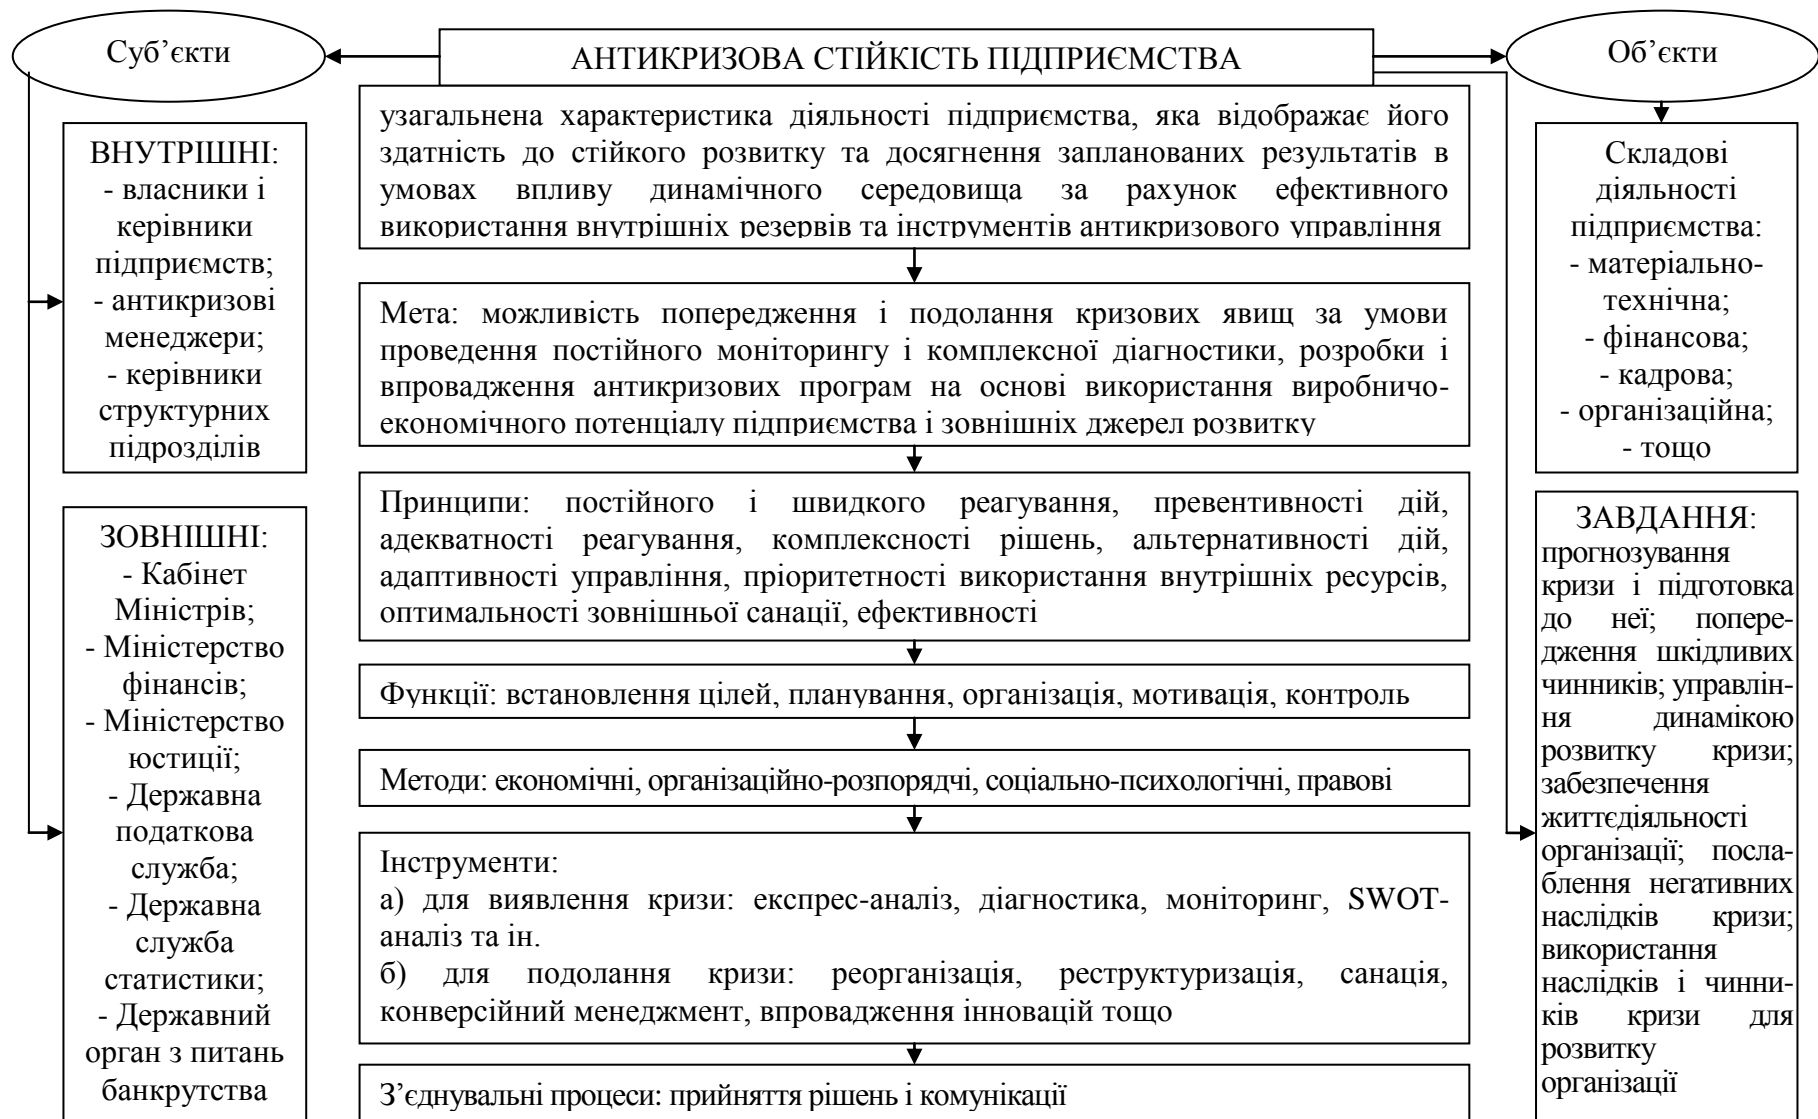 Суб’єкти
АНТИКРИЗОВА СТІЙКІСТЬ ПІДПРИЄМСТВА
Об’єкти
узагальнена характеристика діяльності підприємства, яка відображає його
здатність до стійкого розвитку та досягнення запланованих результатів в
умовах впливу динамічного середовища за рахунок ефективного
використання внутрішніх резервів та інструментів антикризового управління
ВНУТРІШНІ:
- власники і
керівники
підприємств;
- антикризові
менеджери;
- керівники
структурних
підрозділів
ЗОВНІШНІ:
- Кабінет
Міністрів;
- Міністерство
фінансів;
- Міністерство
юстиції;
- Державна
податкова
служба;
- Державна
служба
статистики;
- Державний
орган з питань
банкрутства
Мета: можливість попередження і подолання кризових явищ за умови
проведення постійного моніторингу і комплексної діагностики, розробки і
впровадження антикризових програм на основі використання виробничо-
економічного потенціалу підприємства і зовнішніх джерел розвитку
Принципи: постійного і швидкого реагування, превентивності дій,
адекватності реагування, комплексності рішень, альтернативності дій,
адаптивності управління, пріоритетності використання внутрішніх ресурсів,
оптимальності зовнішньої санації, ефективності
Функції: встановлення цілей, планування, організація, мотивація, контроль
Методи: економічні, організаційно-розпорядчі, соціально-психологічні, правові
Інструменти:
а) для виявлення кризи: експрес-аналіз, діагностика, моніторинг, SWOT-
аналіз та ін.
б) для подолання кризи: реорганізація, реструктуризація, санація,
конверсійний менеджмент, впровадження інновацій тощо
З’єднувальні процеси: прийняття рішень і комунікації
Складові
діяльності
підприємства:
- матеріально-
технічна;
- фінансова;
- кадрова;
- організаційна;
- тощо
ЗАВДАННЯ:
прогнозування
кризи і підготовка
до неї; попере-
дження шкідливих
чинників; управлін-
ня динамікою
розвитку кризи;
забезпечення
життєдіяльності
організації; посла-
блення негативних
наслідків кризи;
використання
наслідків і чинни-
ків кризи для
розвитку
організації